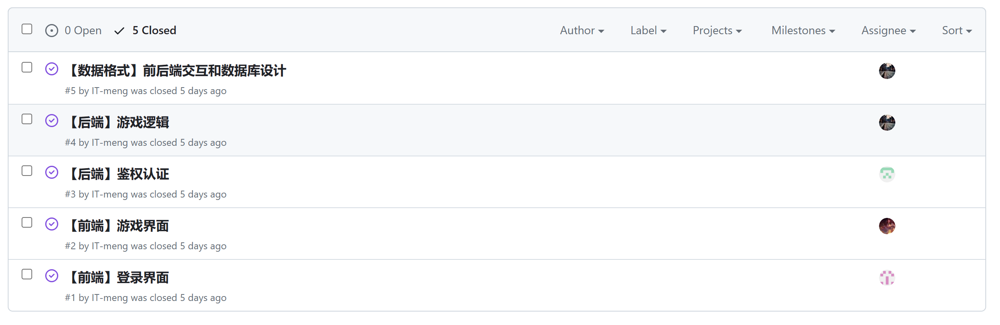 0 Open 5 Closed Author Label Projects Milestones Assignee Sort
【数据格式】前后端交互和数据库设计
#5 by IT-meng was closed 5 days ago
【后端】游戏逻辑
#4 by IT-meng was closed 5 days ago
【后端】鉴权认证
#3 by IT-meng was closed 5 days ago
【前端】游戏界面
#2 by IT-meng was closed 5 days ago
【前端】登录界面
#1 by IT-meng was closed 5 days ago